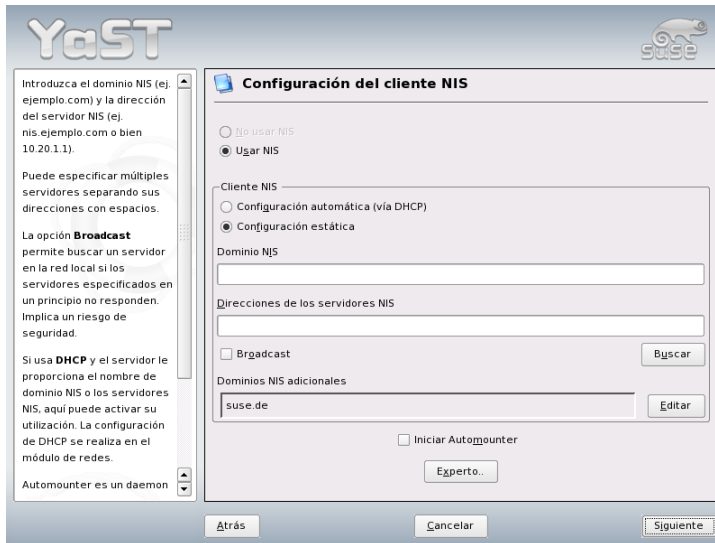 YaST
SUSE
Introduzca el dominio NIS (ej.
ejemplo.com) y la dirección
del servidor NIS (ej.
nis.ejemplo.com o bien
10.20.1.1).
Puede especificar múltiples
servidores separando sus
direcciones con espacios.
La opción Broadcast
permite buscar un servidor
en la red local si los
servidores especificados en
un principio no responden.
Implica un riesgo de
seguridad.
Si usa DHCP y el servidor le
proporciona el nombre de
dominio NIS o los servidores
NIS, aquí puede activar su
utilización. La configuración
de DHCP se realiza en el
módulo de redes.
Automounter es un daemon
Configuración del cliente NIS
No usar NIS
Usar NIS
Cliente NIS
Configuración automática (vía DHCP)
Configuración estática
Dominio NIS
Direcciones de los servidores NIS
Broadcast
Buscar
Dominios NIS adicionales
suse.de
Editar
Iniciar Automounter
Experto..
Atrás
Cancelar
Siguiente